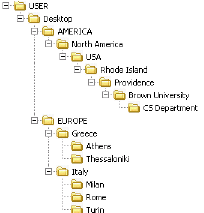 USER
Desktop
AMERICA
North America
USA
Rhode Island
Providence
Brown University
CS Department
EUROPE
Greece
Athens
Thessaloniki
Italy
Milan
Rome
Turin